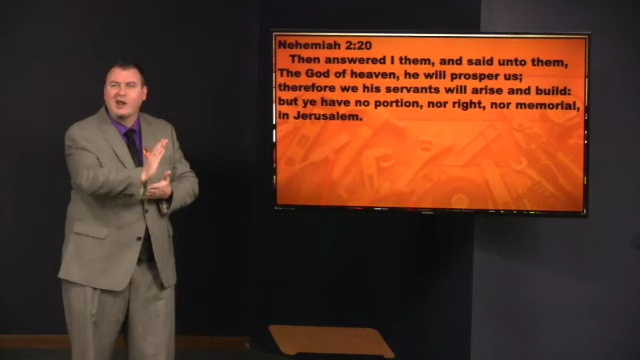 Nehemiah 2:20
Then answered I them, and said unto them,
The God of heaven, he will prosper us;
therefore we his servants will arise and build:
but ye have no portion, nor right, nor memorial,
in Jerusalem.